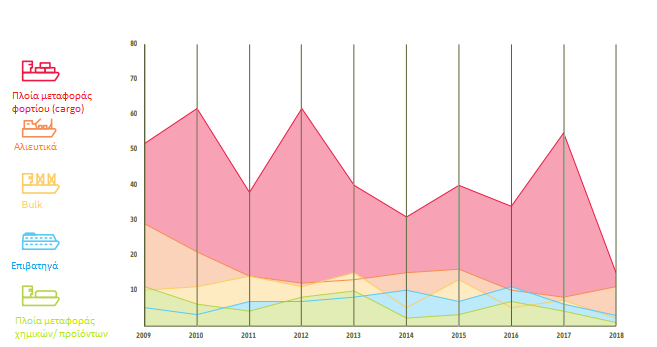 80
70
60
50
40
30
20
10
2009 2010 2011 2012 2013 2014 2015 2016 2017 2018
Πλοία μεταφοράς
φορτίου (cargo)
Αλιευτικά
Bulk
Επιβατηγά
Πλοία μεταφοράς
χημικών/ προϊόντων